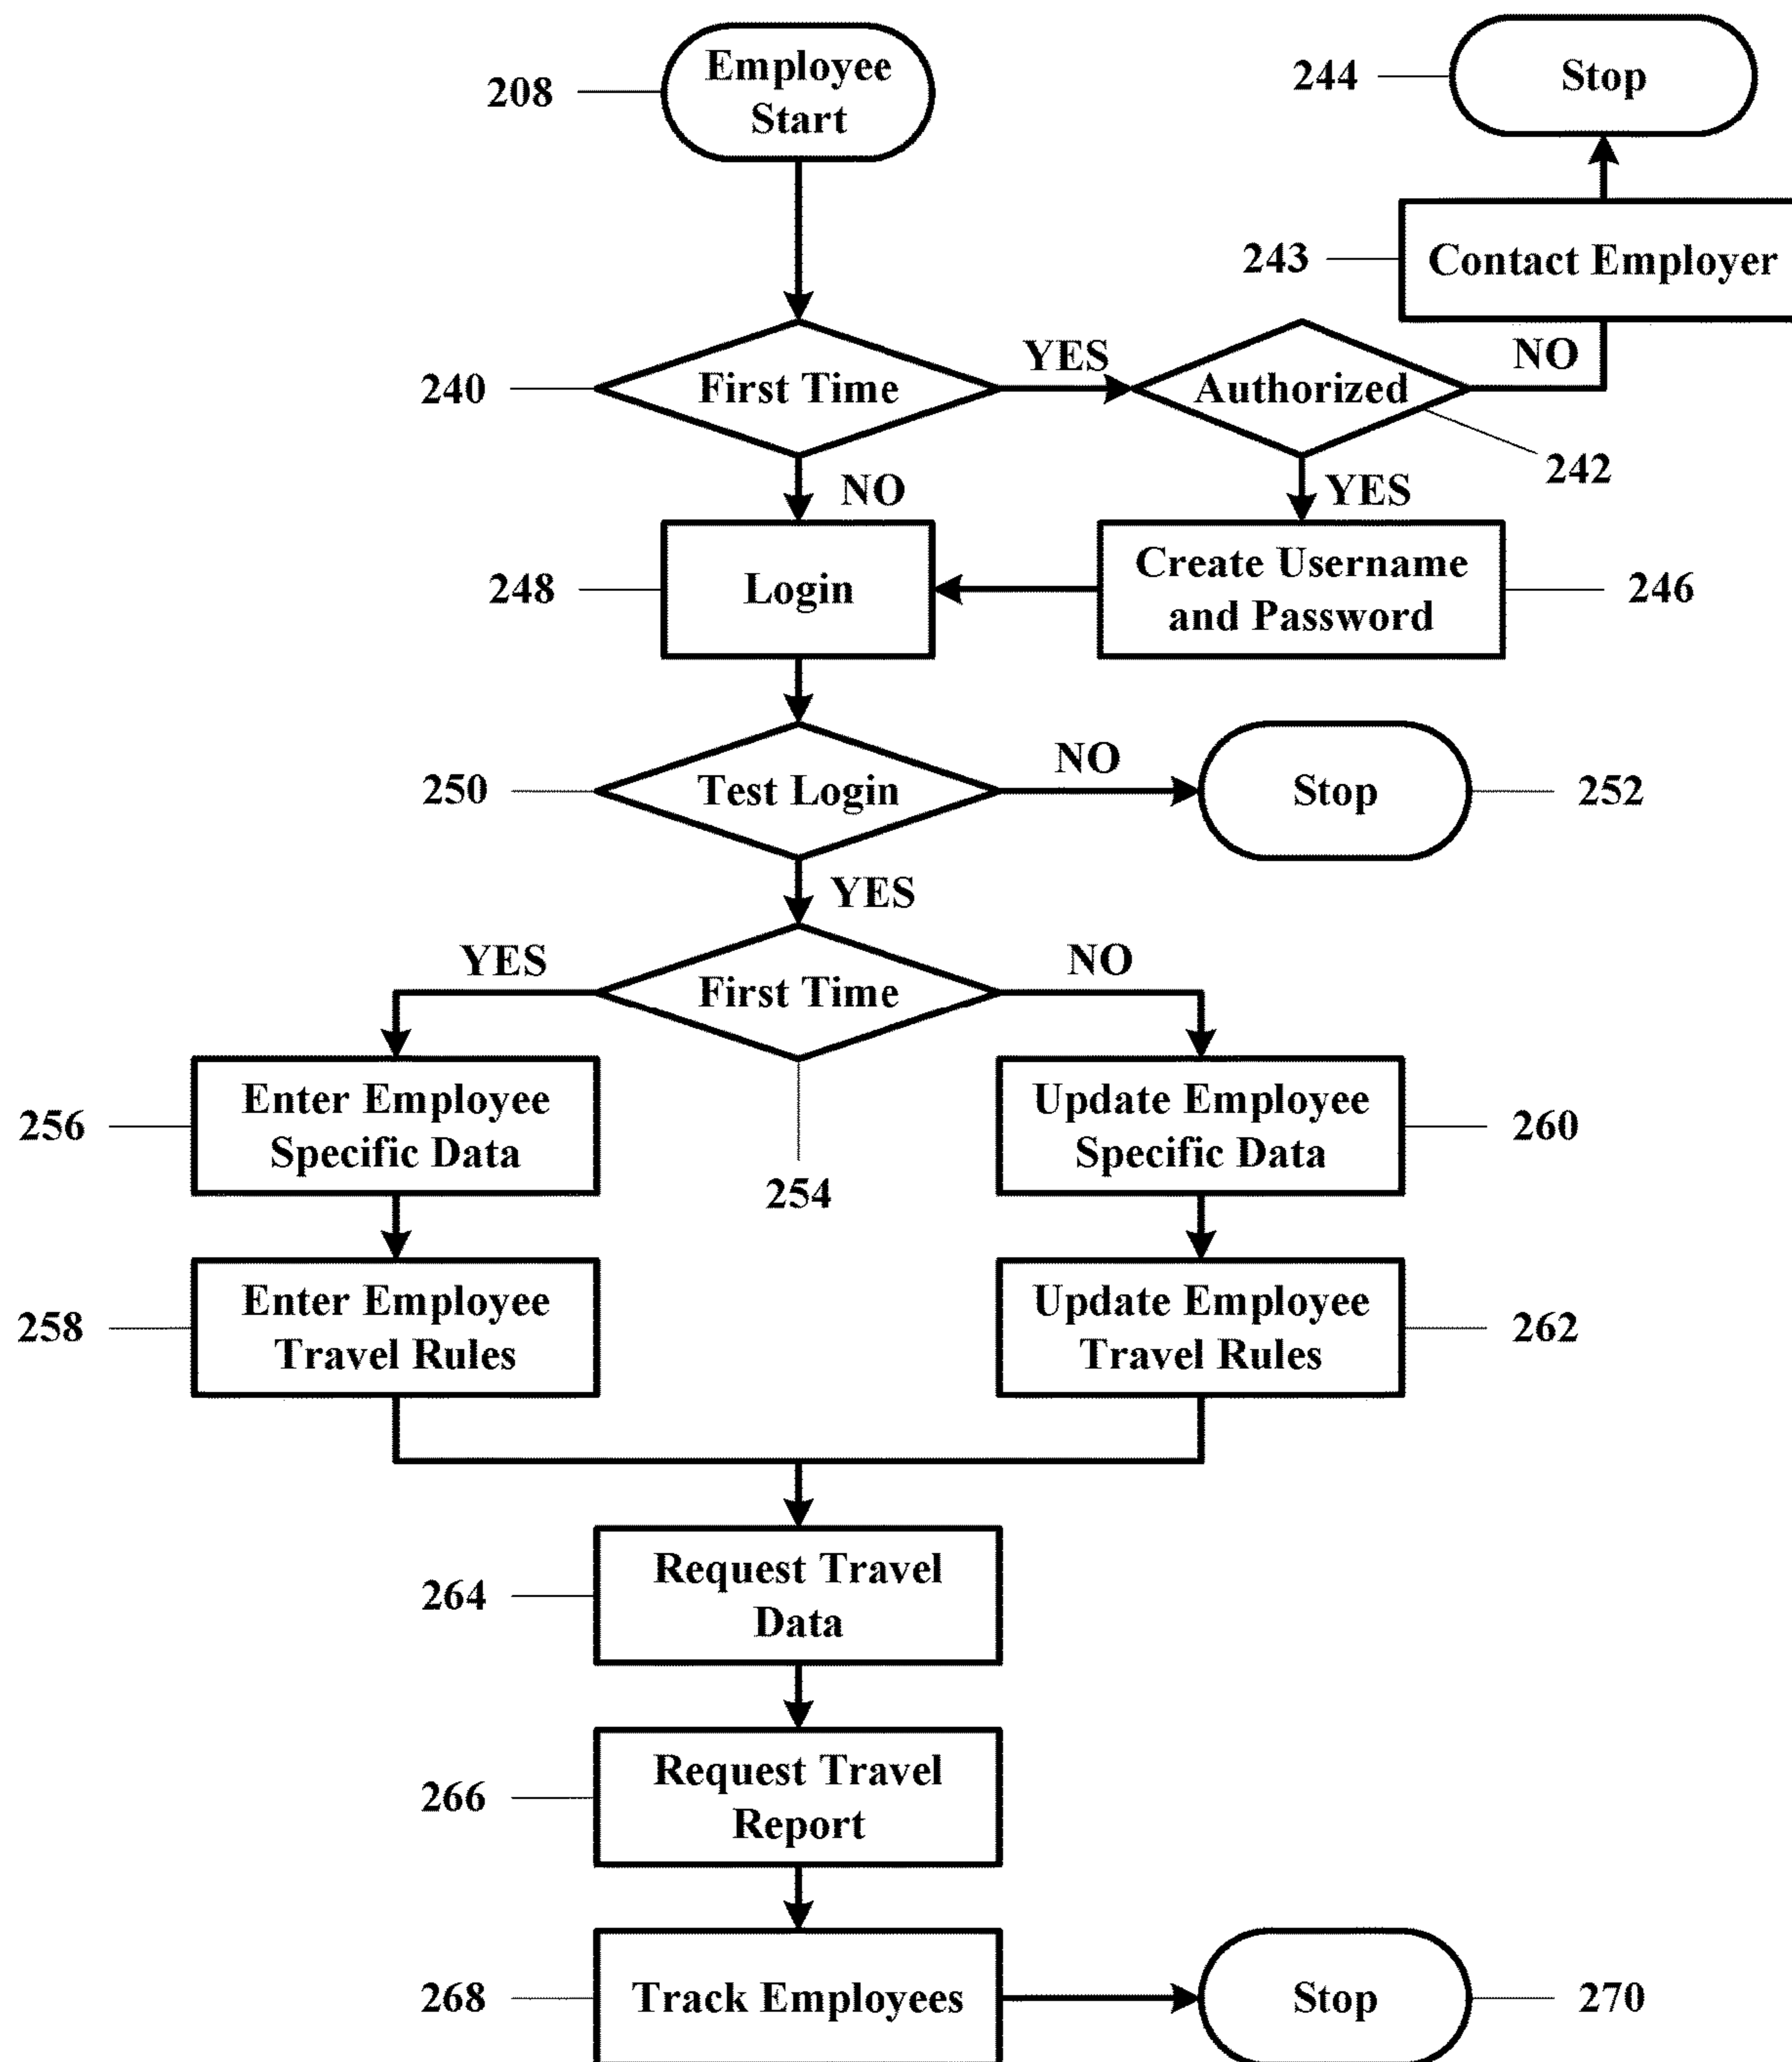 208
Employee
Start
244
Stop
243
Contact Employer
240
First Time
YES
Authorized
NO
242
NO
YES
248
Login
Create Username
and Password
246
250
Test Login
NO
Stop
252
YES
YES
First Time
NO
256
Enter Employee
Specific Data
254
Update Employee
Specific Data
260
258
Enter Employee
Travel Rules
Update Employee
Travel Rules
262
264
Request Travel
Data
266
Request Travel
Report
268
Track Employees
Stop
270